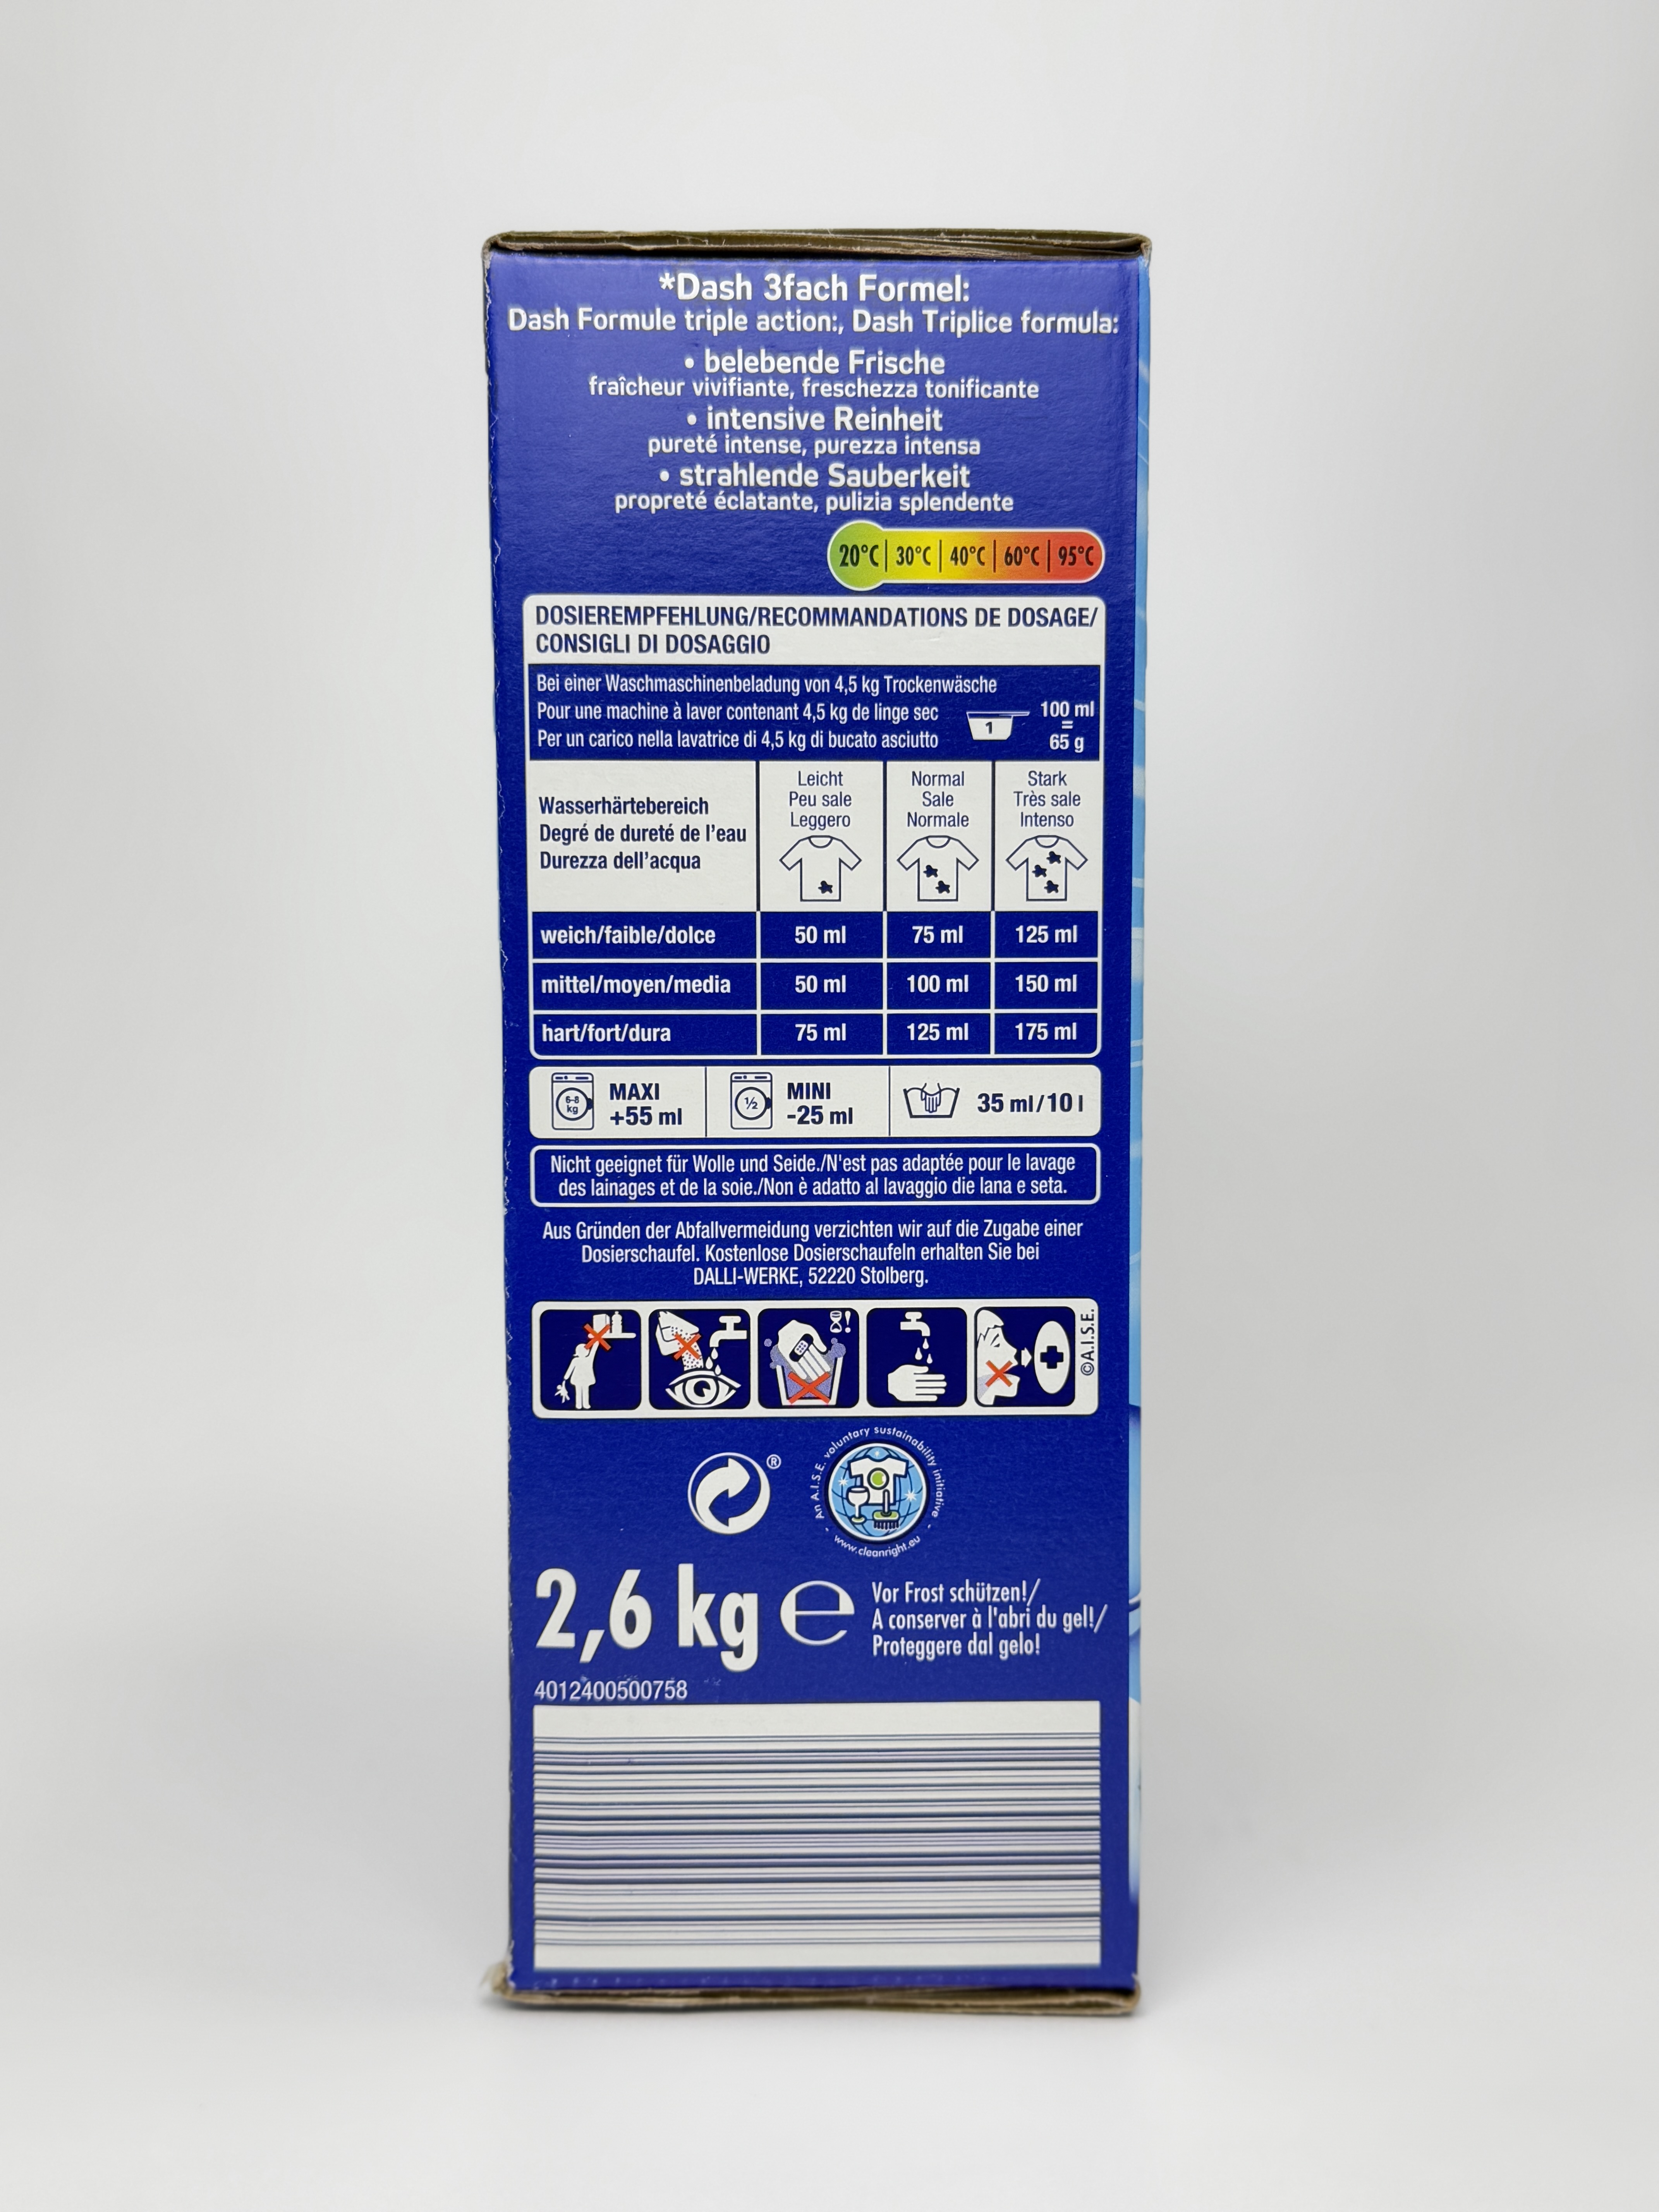 *Dash 3fach Formel:
Dash Formule triple action:, Dash Triplice formula:
• belebende Frische
fraîcheur vivifiante, freschezza tonificante
• intensive Reinheit
pureté intense, purezza intensa
• strahlende Sauberkeit
propreté éclatante, pulizia splendente
20°C | 30°C | 40°C | 60°C | 95°C
DOSIEREMPFEHLUNG/RECOMMANDATIONS DE DOSAGE/
CONSIGLI DI DOSAGGIO
Bei einer Waschmaschinenbeladung von 4,5 kg Trockenwäsche
Pour une machine à laver contenant 4,5 kg de linge sec
Per un carico nella lavatrice di 4,5 kg di bucato asciutto
1
100 ml
=
65 g
Wasserhärtebereich
Degré de dureté de l'eau
Durezza dell'acqua
Leicht
Peu sale
Leggero
Normal
Sale
Normale
Stark
Très sale
Intenso
weich/faible/dolce 50 ml 75 ml 125 ml
mittel/moyen/media 50 ml 100 ml 150 ml
hart/fort/dura 75 ml 125 ml 175 ml
6-8
kg
MAXI
+55 ml
½
MINI
-25 ml
35 ml/10 l
Nicht geeignet für Wolle und Seide./N'est pas adaptée pour le lavage
des lainages et de la soie./Non è adatto al lavaggio die lana e seta.
Aus Gründen der Abfallvermeidung verzichten wir auf die Zugabe einer
Dosierschaufel. Kostenlose Dosierschaufeln erhalten Sie bei
DALLI-WERKE, 52220 Stolberg.
!
©A.I.S.E.
®
An A.I.S.E. voluntary sustainability initiative
www.cleanright.eu
2,6 kg e
Vor Frost schützen!/
A conserver à l'abri du gel!/
Proteggere dal gelo!
4012400500758